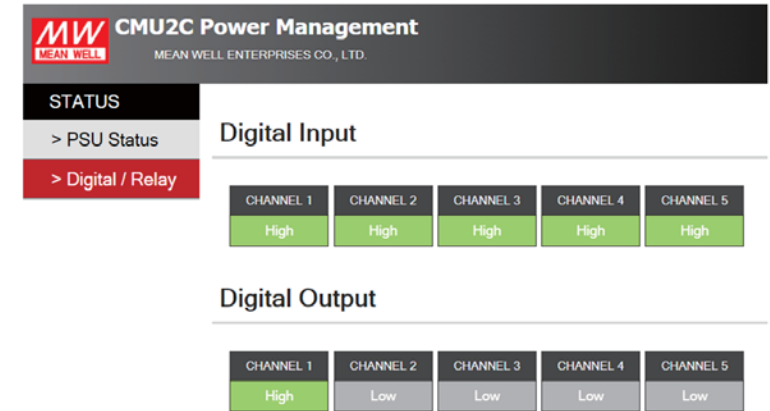 MW
MEAN WELL
CMU2C Power Management
MEAN WELL ENTERPRISES CO., LTD.
STATUS
> PSU Status
> Digital / Relay
Digital Input
CHANNEL 1 CHANNEL 2 CHANNEL 3 CHANNEL 4 CHANNEL 5
High High High High High
Digital Output
CHANNEL 1 CHANNEL 2 CHANNEL 3 CHANNEL 4 CHANNEL 5
High Low Low Low Low